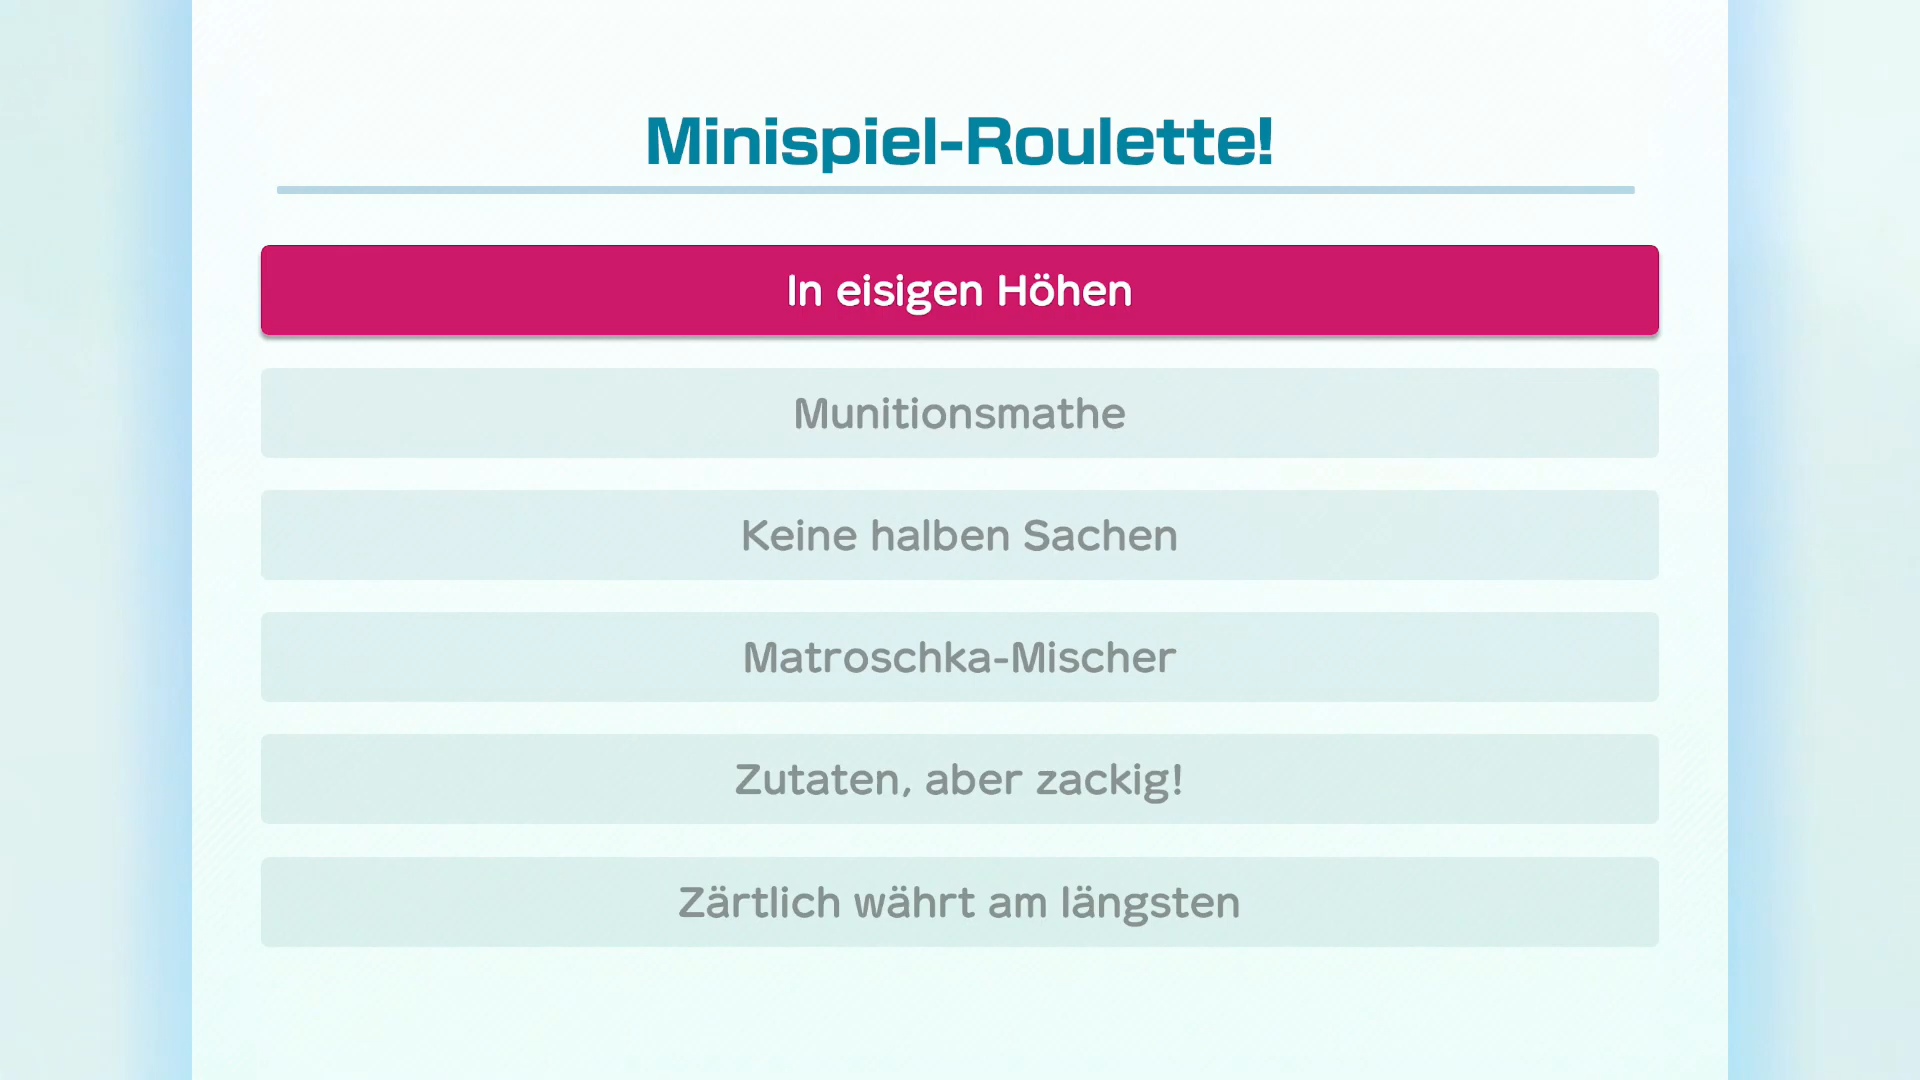 Minispiel-Roulette!
In eisigen Höhen
Munitionsmathe
Keine halben Sachen
Matroschka-Mischer
Zutaten, aber zackig!
Zärtlich währt am längsten